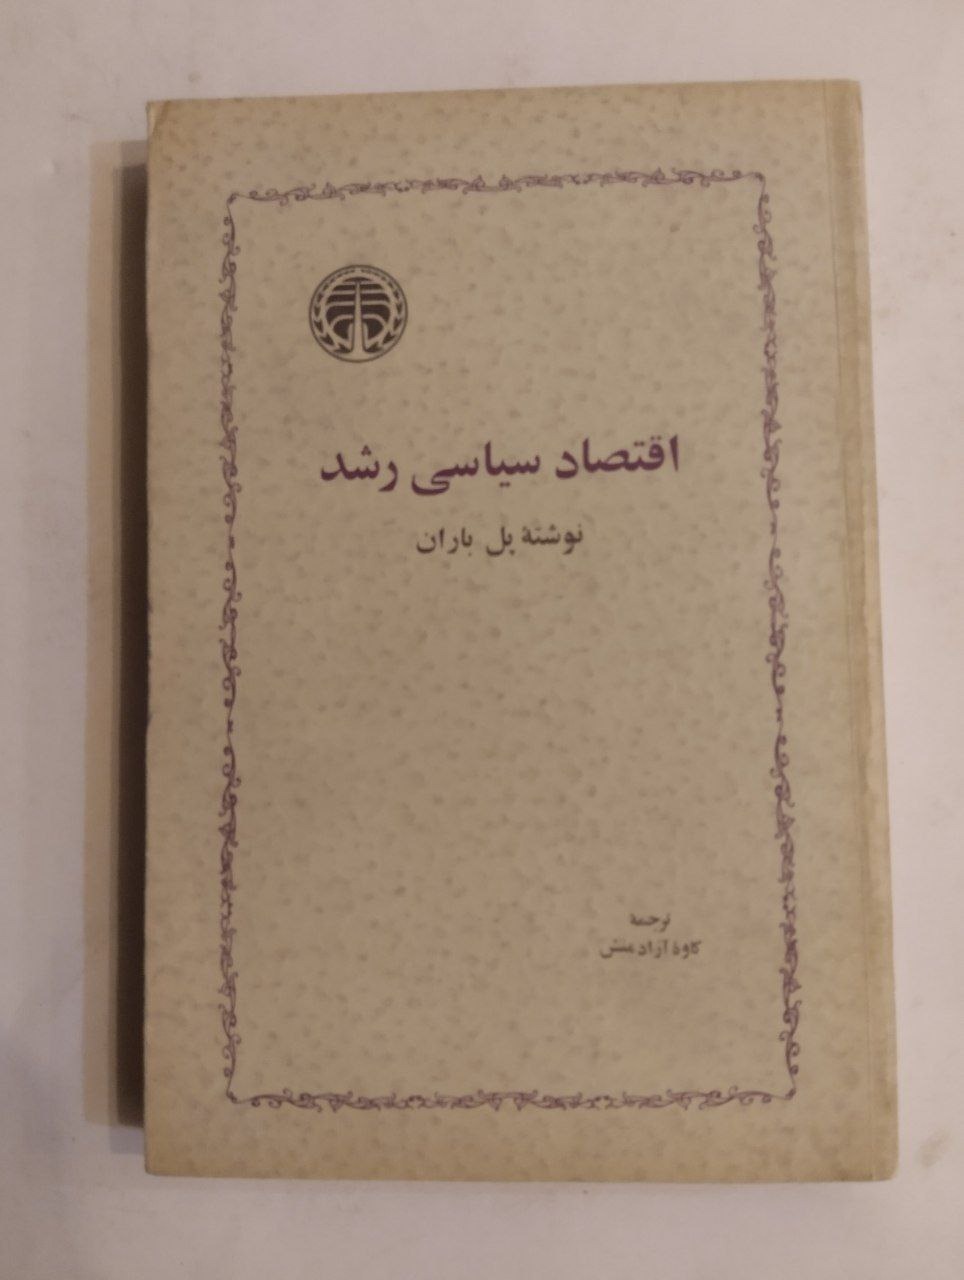 اقتصاد سیاسی رشد
نوشتهٔ پل باران
ترجمهٔ
کاوهٔ آزادمنش